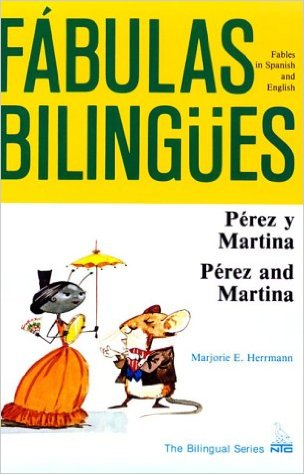 FÁBULAS
Fables
in Spanish
and
English
BILINGÜES
Pérez y
Martina
Pérez and
Martina
Marjorie E. Herrmann
The Bilingual Series
NTC